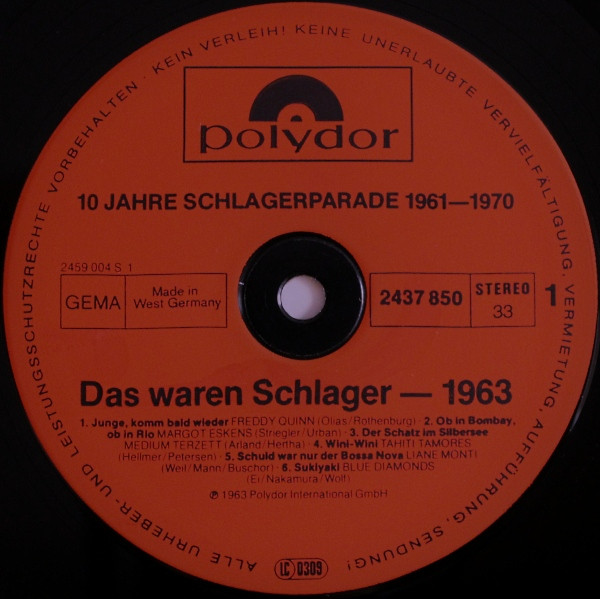 ALLE URHEBER- UND LEISTUNGSSCHUTZRECHTE VORBEHALTEN · KEIN VERLEIH! KEINE UNERLAUBTE VERVIELFÄLTIGUNG, VERMIETUNG, AUFFÜHRUNG, SENDUNG!
polydor
10 JAHRE SCHLAGERPARADE 1961—1970
2459 004 S 1
GEMA
Made in
West Germany
2437 850
STEREO
33
1
Das waren Schlager — 1963
1. Junge, komm bald wieder FREDDY QUINN (Olias/Rothenburg) 2. Ob in Bombay,
ob in Rio MARGOT ESKENS (Striegler/Urban) 3. Der Schatz im Silbersee
MEDIUM TERZETT (Arland/Hertha) 4. Wini-Wini TAHITI TAMORES
(Hellmer/Petersen) 5. Schuld war nur der Bossa Nova LIANE MONTI
(Weil/Mann/Buschor) 6. Sukiyaki BLUE DIAMONDS
(Ei/Nakamura/Wolf)
℗ 1963 Polydor International GmbH
LC 0309